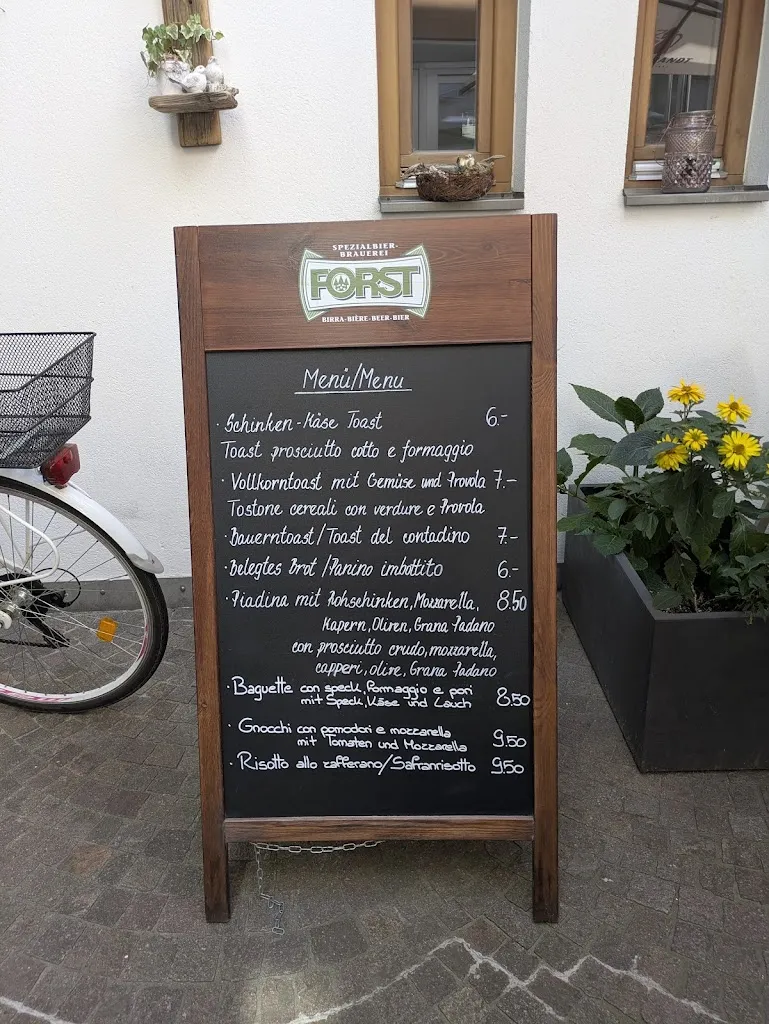 SPEZIALBIER-
BRAUEREI
FORST
BIRRA-BIÈRE-BEER-BIER
Menü/Menu
· Schinken-Käse Toast 6.-
Toast prosciutto cotto e formaggio
· Vollkorntoast mit Gemüse und Provola 7.-
Tostone cereali con verdure e Provola
· Bauerntoast/Toast del contadino 7.-
· Belegtes Brot/Panino imbottito 6.-
· Piadina mit Rohschinken, Mozzarella, 8.50
Kapern, Oliven, Grana Padano
con prosciutto crudo, mozzarella,
capperi, olive, Grana Padano
· Baguette con speck, formaggio e pori
mit Speck, Käse und Lauch 8.50
· Gnocchi con pomodori e mozzarella
mit Tomaten und Mozzarella 9.50
· Risotto allo zafferano/Safranrisotto 9.50